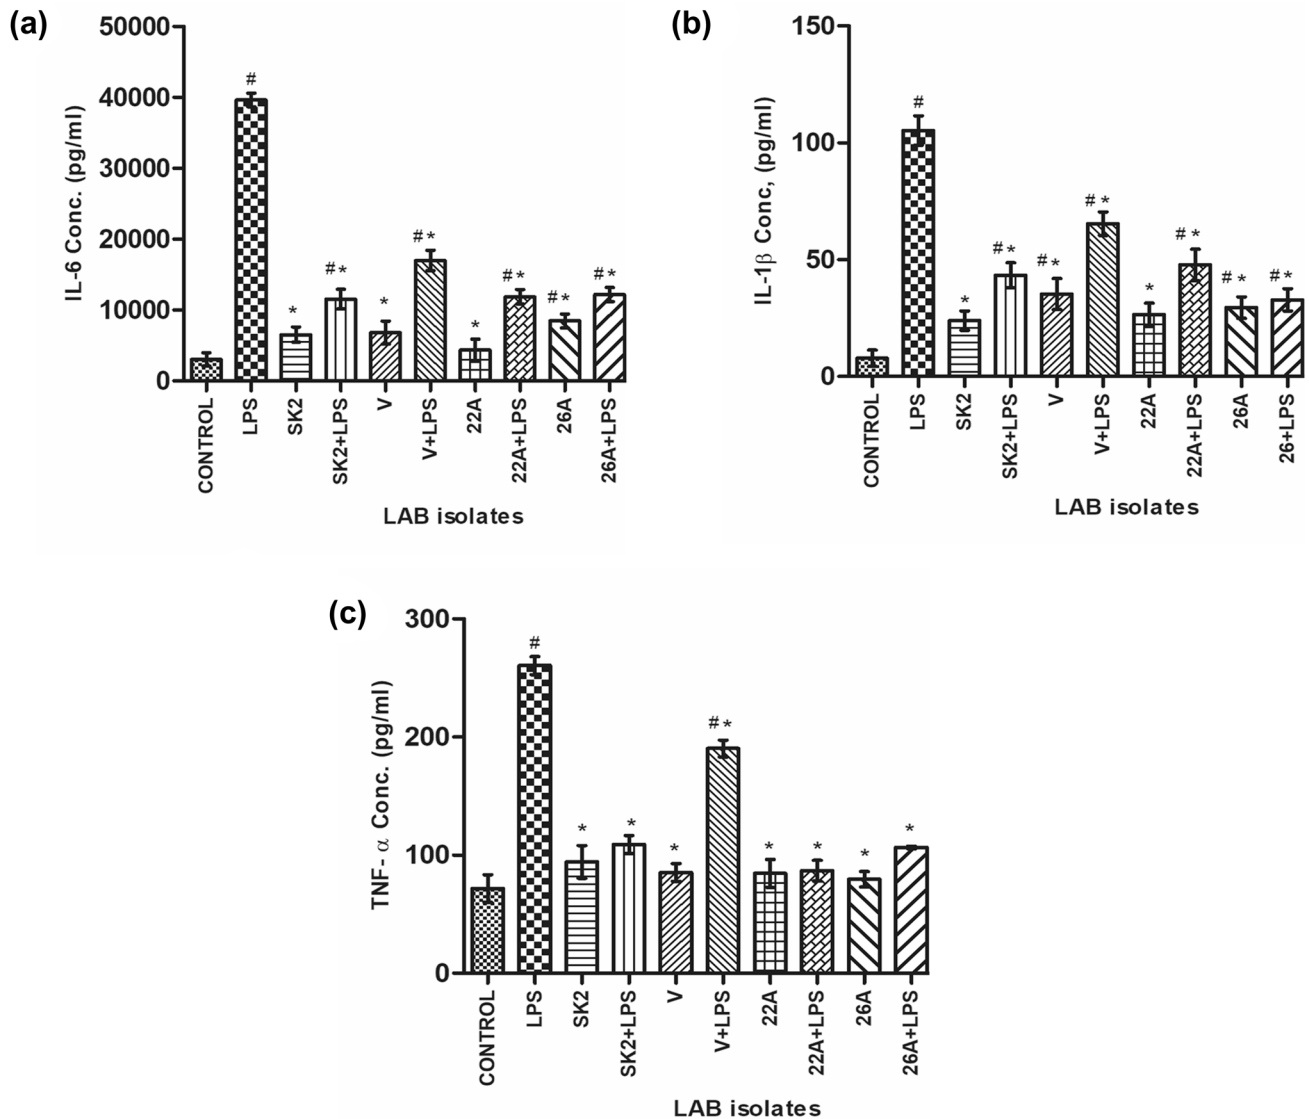 (a)
IL-6 Conc. (pg/ml)
50000
40000
30000
20000
10000
0
#
*
# *
*
# *
*
# *
# *
# *
CONTROL
LPS
SK2
SK2+LPS
V
V+LPS
22A
22A+LPS
26A
26A+LPS
LAB isolates
(b)
IL-1β Conc, (pg/ml)
150
100
50
0
#
*
# *
# *
# *
*
# *
# *
# *
CONTROL
LPS
SK2
SK2+LPS
V
V+LPS
22A
22A+LPS
26A
26+LPS
LAB isolates
(c)
TNF- α Conc. (pg/ml)
300
200
100
0
#
*
*
*
# *
*
*
*
*
CONTROL
LPS
SK2
SK2+LPS
V
V+LPS
22A
22A+LPS
26A
26A+LPS
LAB isolates